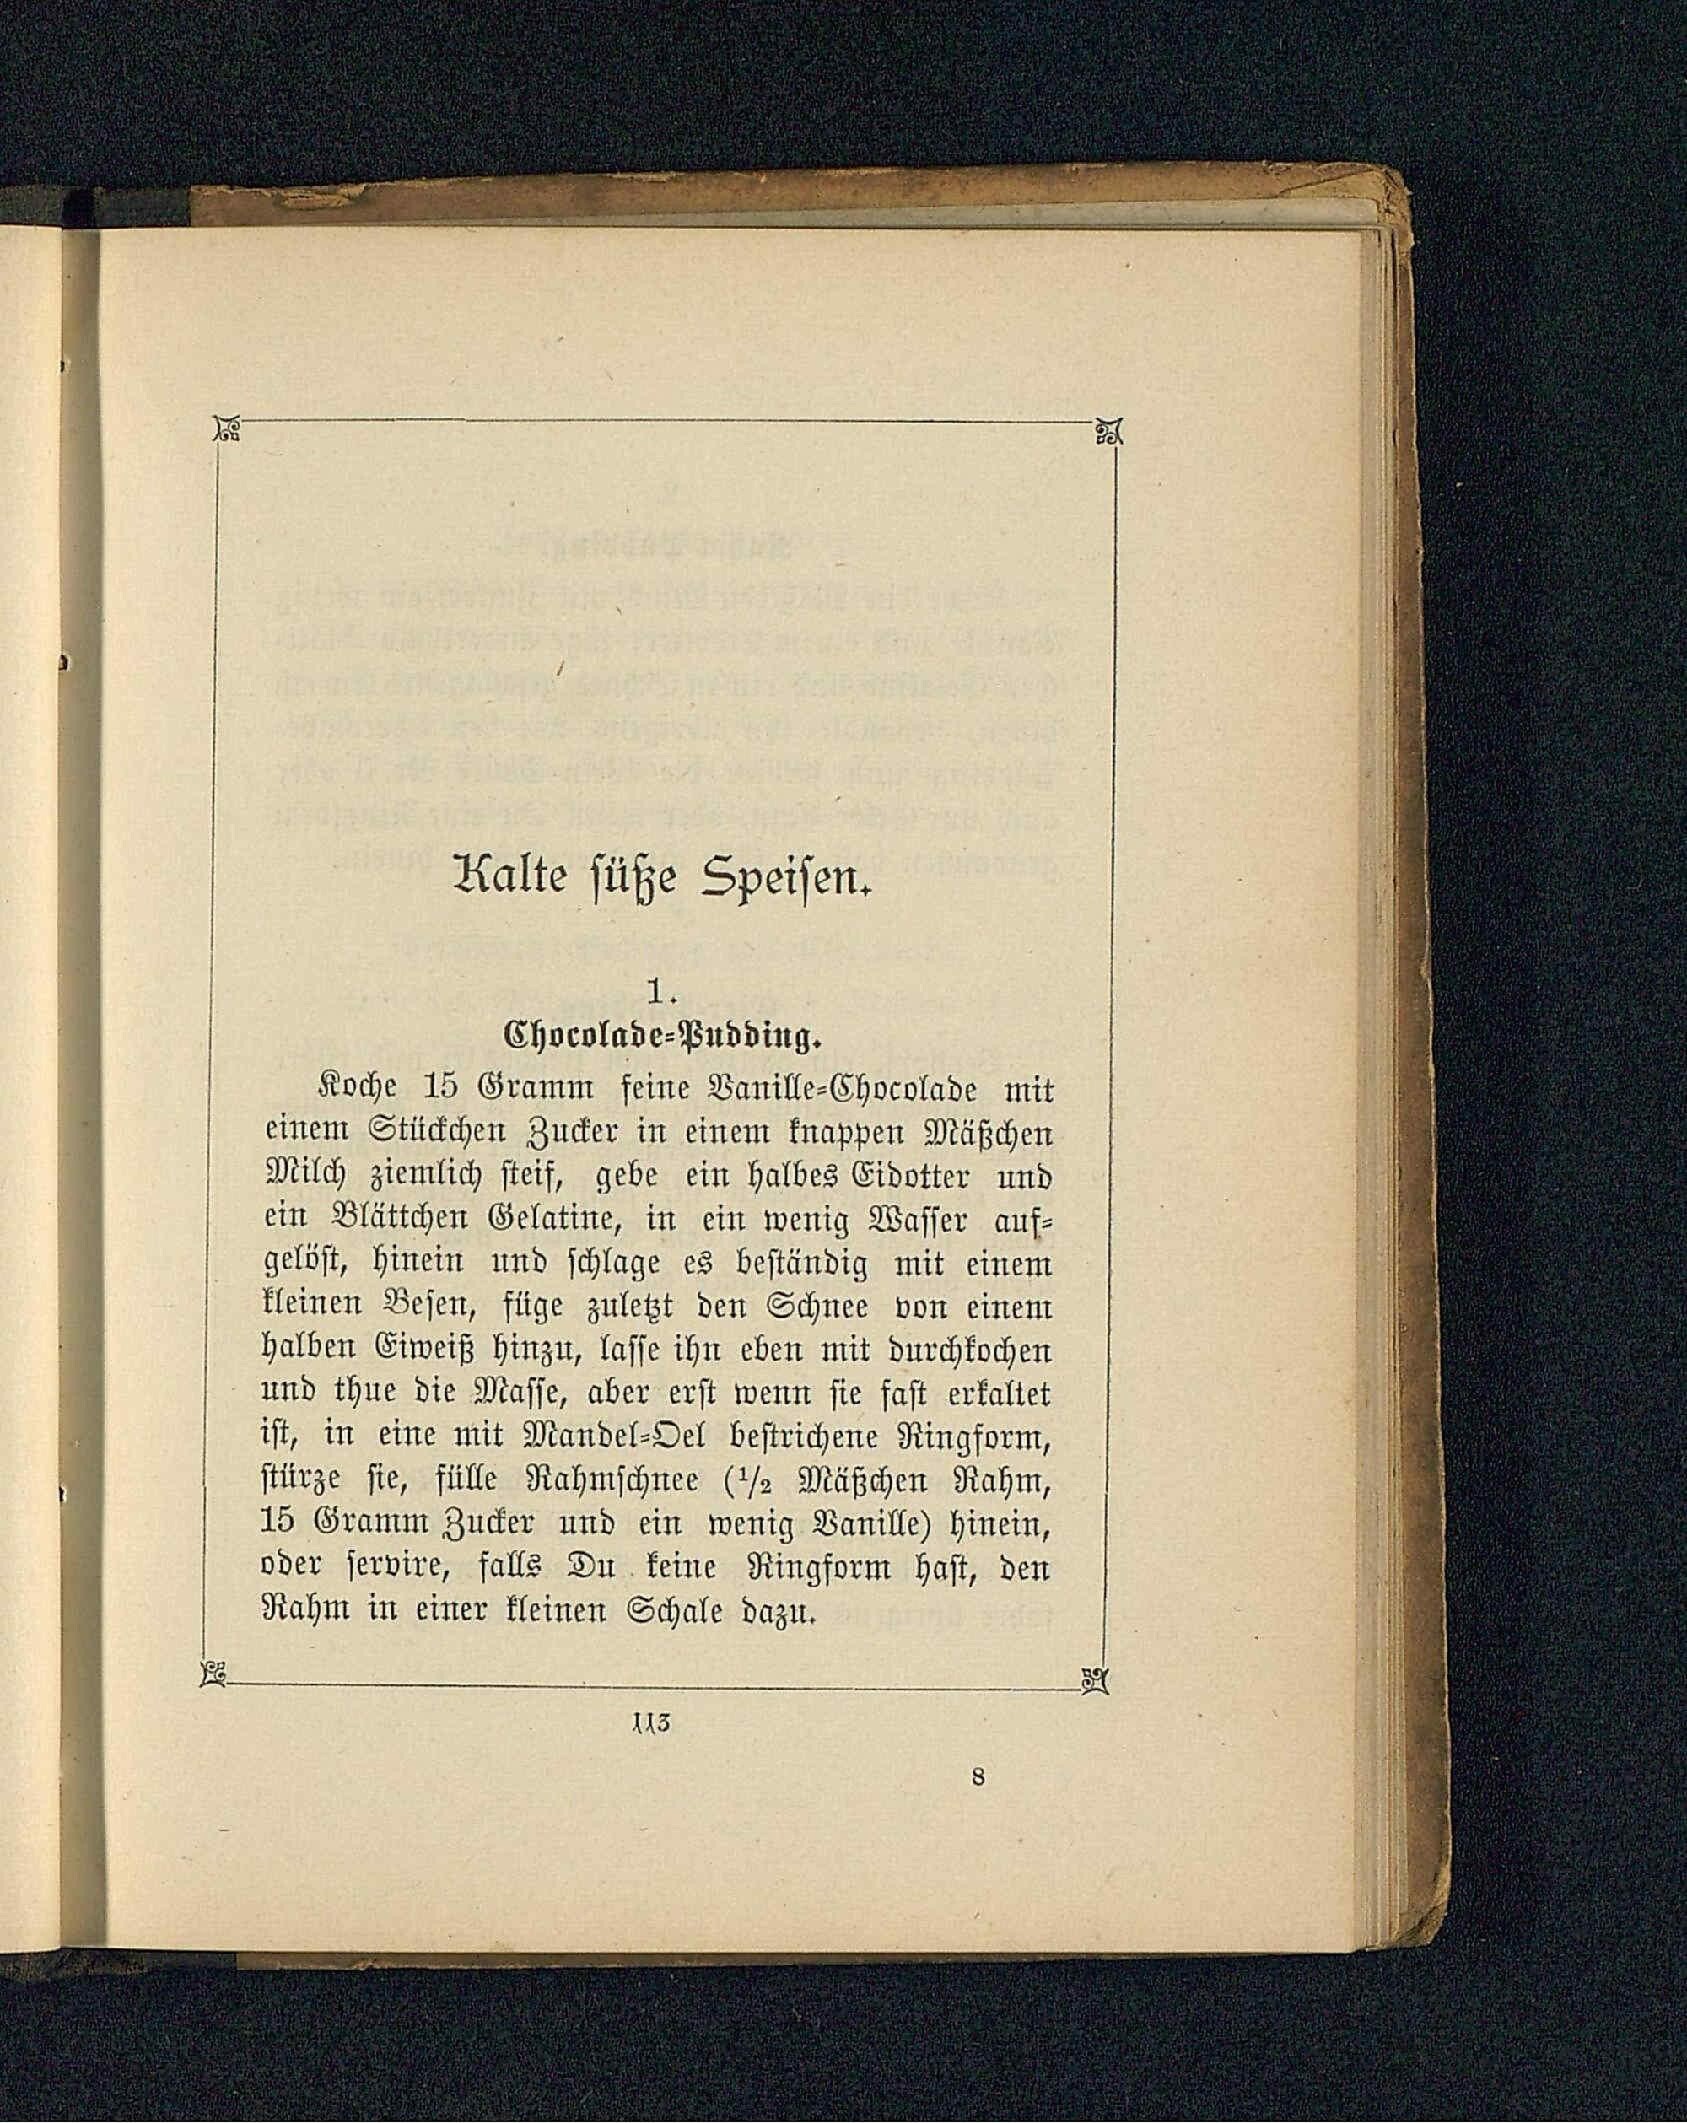 Kalte süße Speisen.
1.
Chocolade-Pudding.
Koche 15 Gramm feine Vanille-Chocolade mit
einem Stückchen Zucker in einem knappen Mäßchen
Milch ziemlich steif, gebe ein halbes Eidotter und
ein Blättchen Gelatine, in ein wenig Wasser auf-
gelöst, hinein und schlage es beständig mit einem
kleinen Besen, füge zuletzt den Schnee von einem
halben Eiweiß hinzu, lasse ihn eben mit durchkochen
und thue die Masse, aber erst wenn sie fast erkaltet
ist, in eine mit Mandel-Oel bestrichene Ringform,
stürze sie, fülle Rahmschnee (1/2 Mäßchen Rahm,
15 Gramm Zucker und ein wenig Vanille) hinein,
oder servire, falls Du keine Ringform hast, den
Rahm in einer kleinen Schale dazu.
113
8